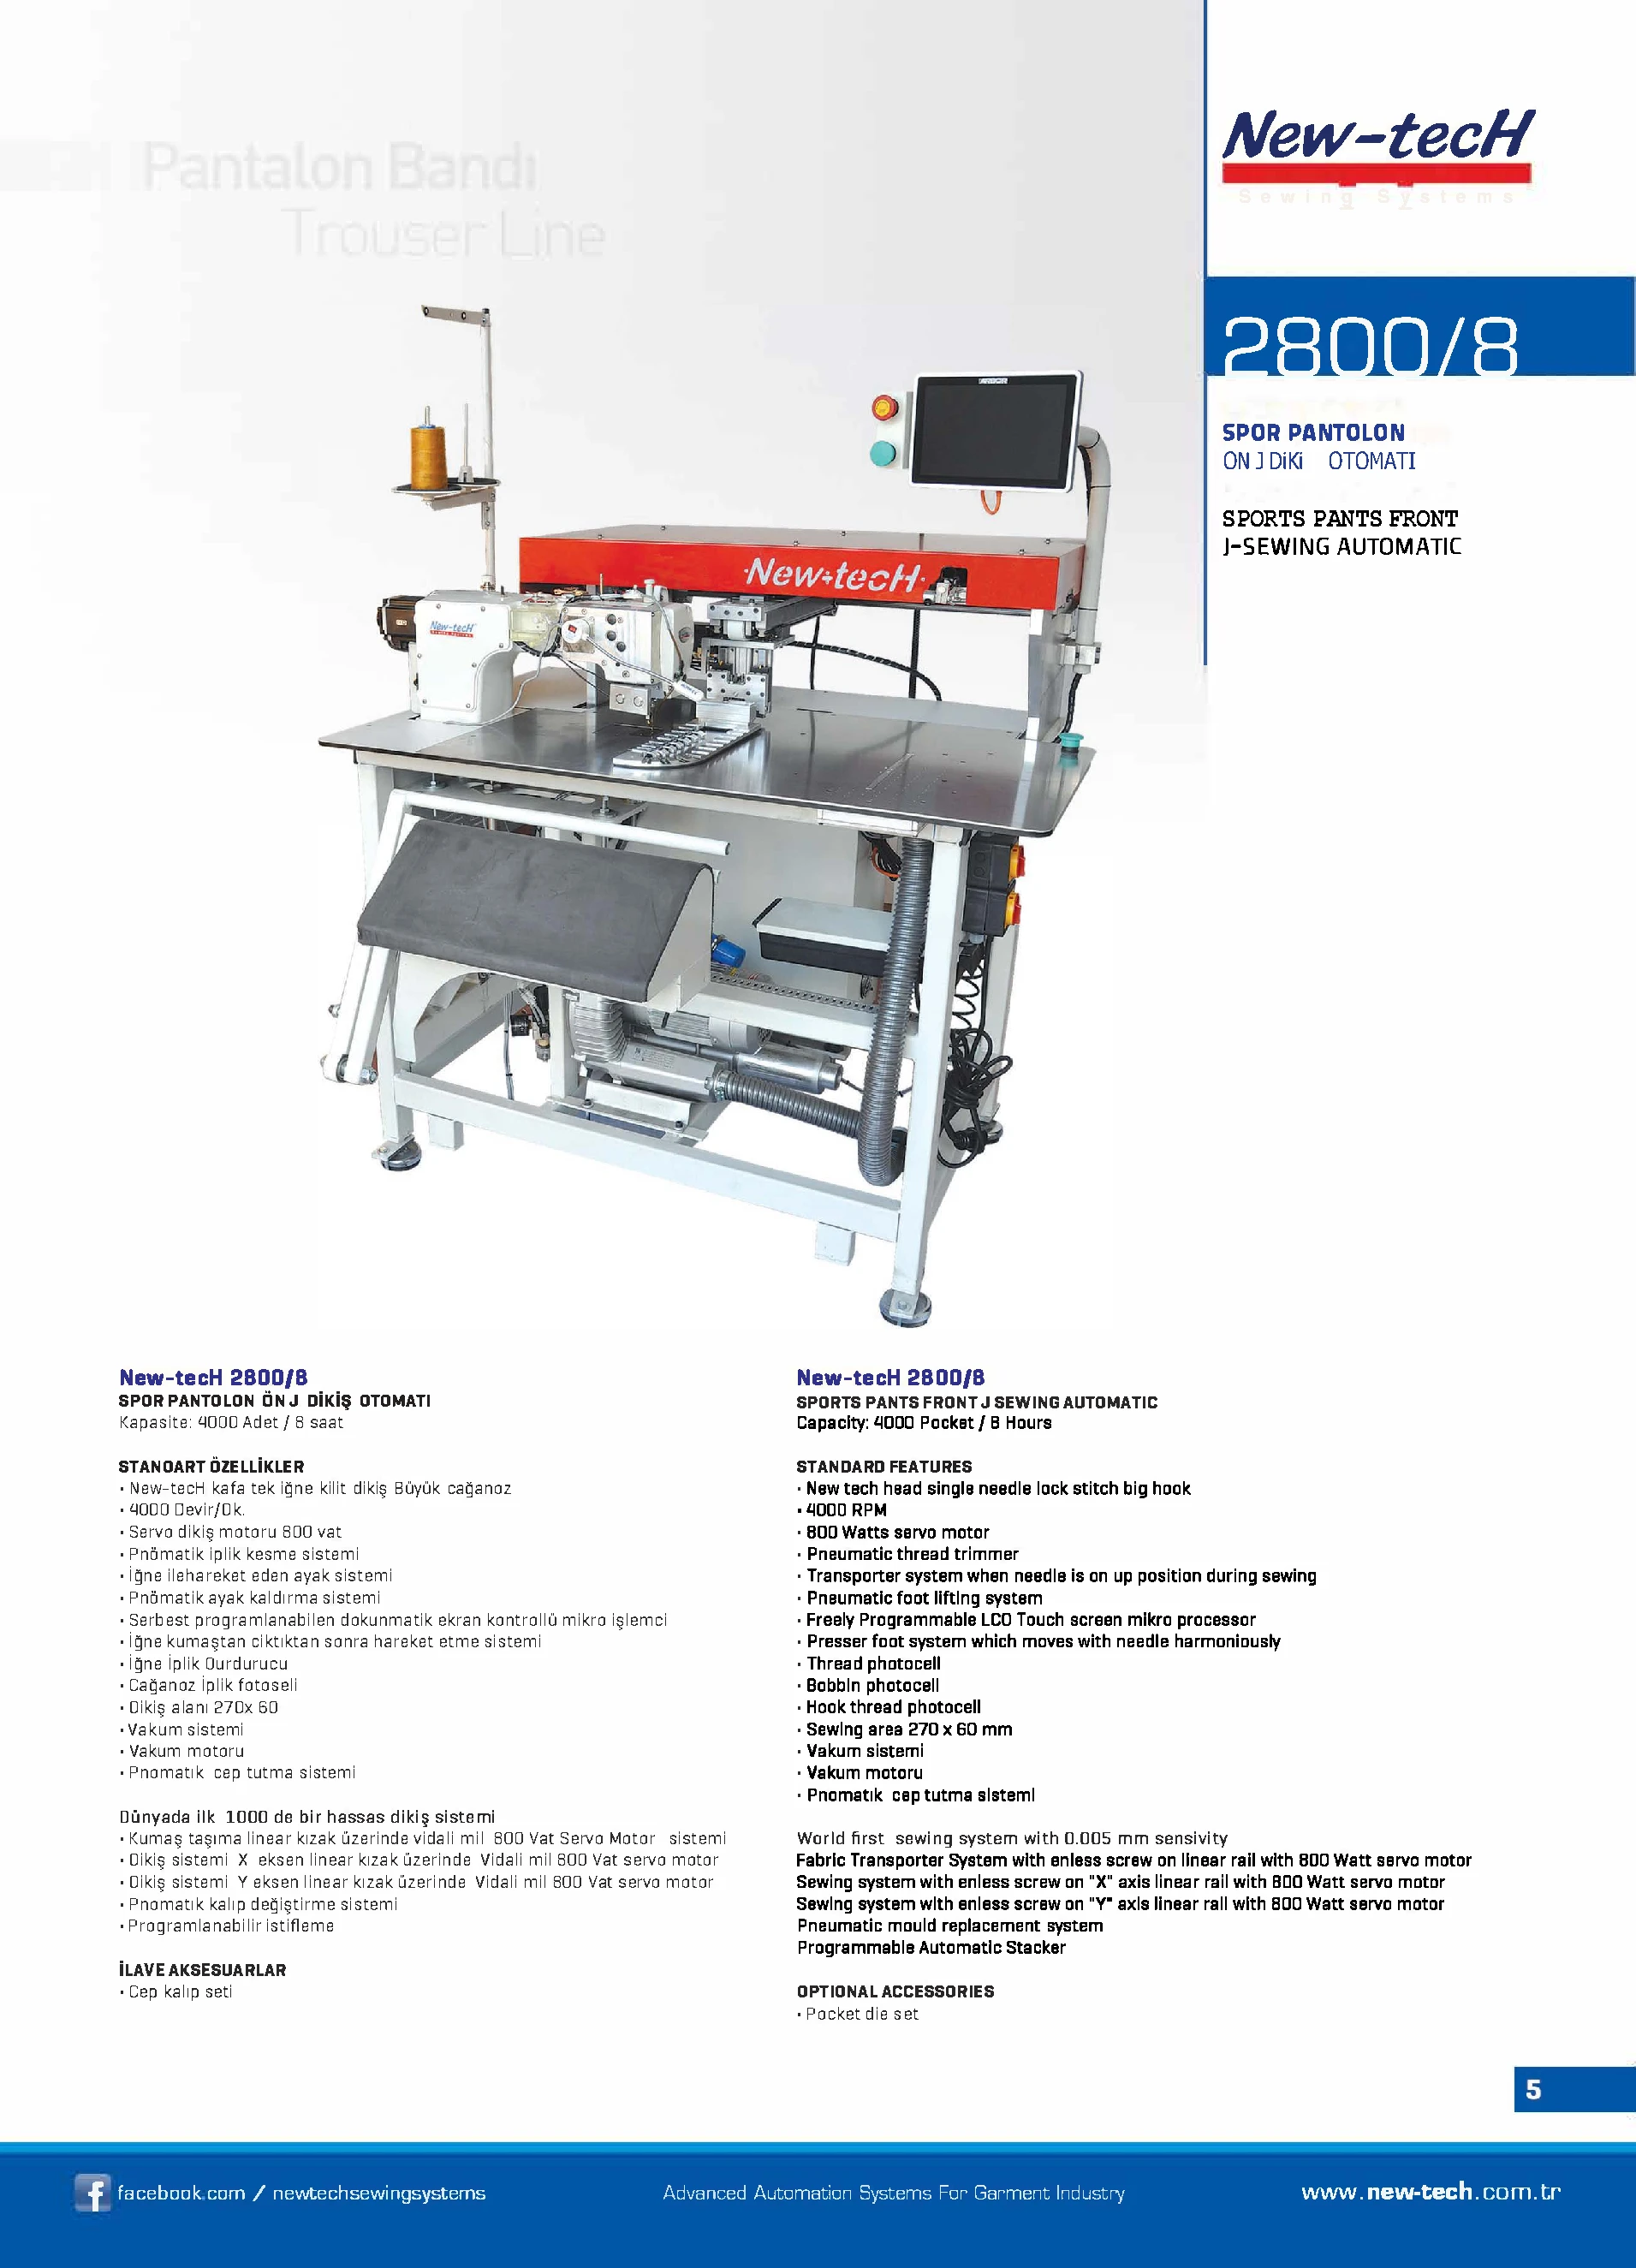 Pantalon Bandı
Trouser Line
New-tecH
Sewing Systems
2800/8
SPOR PANTOLON
ON J DiKi OTOMATI
SPORTS PANTS FRONT
J-SEWING AUTOMATIC
New-tecH
New-tecH
New-tecH 2800/8
SPOR PANTOLON ÖN J DİKİŞ OTOMATI
Kapasite: 4000 Adet / 8 saat
STANOART ÖZELLİKLER
• New-tecH kafa tek iğne kilit dikiş Büyük cağanoz
• 4000 Devir/Ok.
• Servo dikiş motoru 800 vat
• Pnömatik iplik kesme sistemi
• İğne ilehareket eden ayak sistemi
• Pnömatik ayak kaldırma sistemi
• Serbest programlanabilen dokunmatik ekran kontrollü mikro işlemci
• İğne kumaştan cıktıktan sonra hareket etme sistemi
• İğne İplik Ourdurucu
• Cağanoz İplik fotoseli
• Oikiş alanı 270x 60
• Vakum sistemi
• Vakum motoru
• Pnomatık cep tutma sistemi
Dünyada ilk 1000 de bir hassas dikiş sistemi
• Kumaş taşıma linear kızak üzerinde vidali mil 800 Vat Servo Motor sistemi
• Oikiş sistemi X eksen linear kızak üzerinde Vidali mil 800 Vat servo motor
• Oikiş sistemi Y eksen linear kızak üzerinde Vidali mil 800 Vat servo motor
• Pnomatık kalıp değiştirme sistemi
• Programlanabilir istifleme
İLAVE AKSESUARLAR
• Cep kalıp seti
New-tecH 2800/8
SPORTS PANTS FRONT J SEWING AUTOMATIC
Capacity: 4000 Pocket / 8 Hours
STANDARD FEATURES
• New tech head single needle lock stitch big hook
• 4000 RPM
• 800 Watts servo motor
• Pneumatic thread trimmer
• Transporter system when needle is on up position during sewing
• Pneumatic foot lifting system
• Freely Programmable LCO Touch screen mikro processor
• Presser foot system which moves with needle harmoniously
• Thread photocell
• Bobbin photocell
• Hook thread photocell
• Sewing area 270 x 60 mm
• Vakum sistemi
• Vakum motoru
• Pnomatık cep tutma sistemi
World first sewing system with 0.005 mm sensivity
Fabric Transporter System with enless screw on linear rail with 800 Watt servo motor
Sewing system with enless screw on "X" axis linear rail with 800 Watt servo motor
Sewing system with enless screw on "Y" axis linear rail with 800 Watt servo motor
Pneumatic mould replacement system
Programmable Automatic Stacker
OPTIONAL ACCESSORIES
• Pocket die set
5
facebook.com / newtechsewingsystems
Advanced Automation Systems For Garment Industry
www.new-tech.com.tr